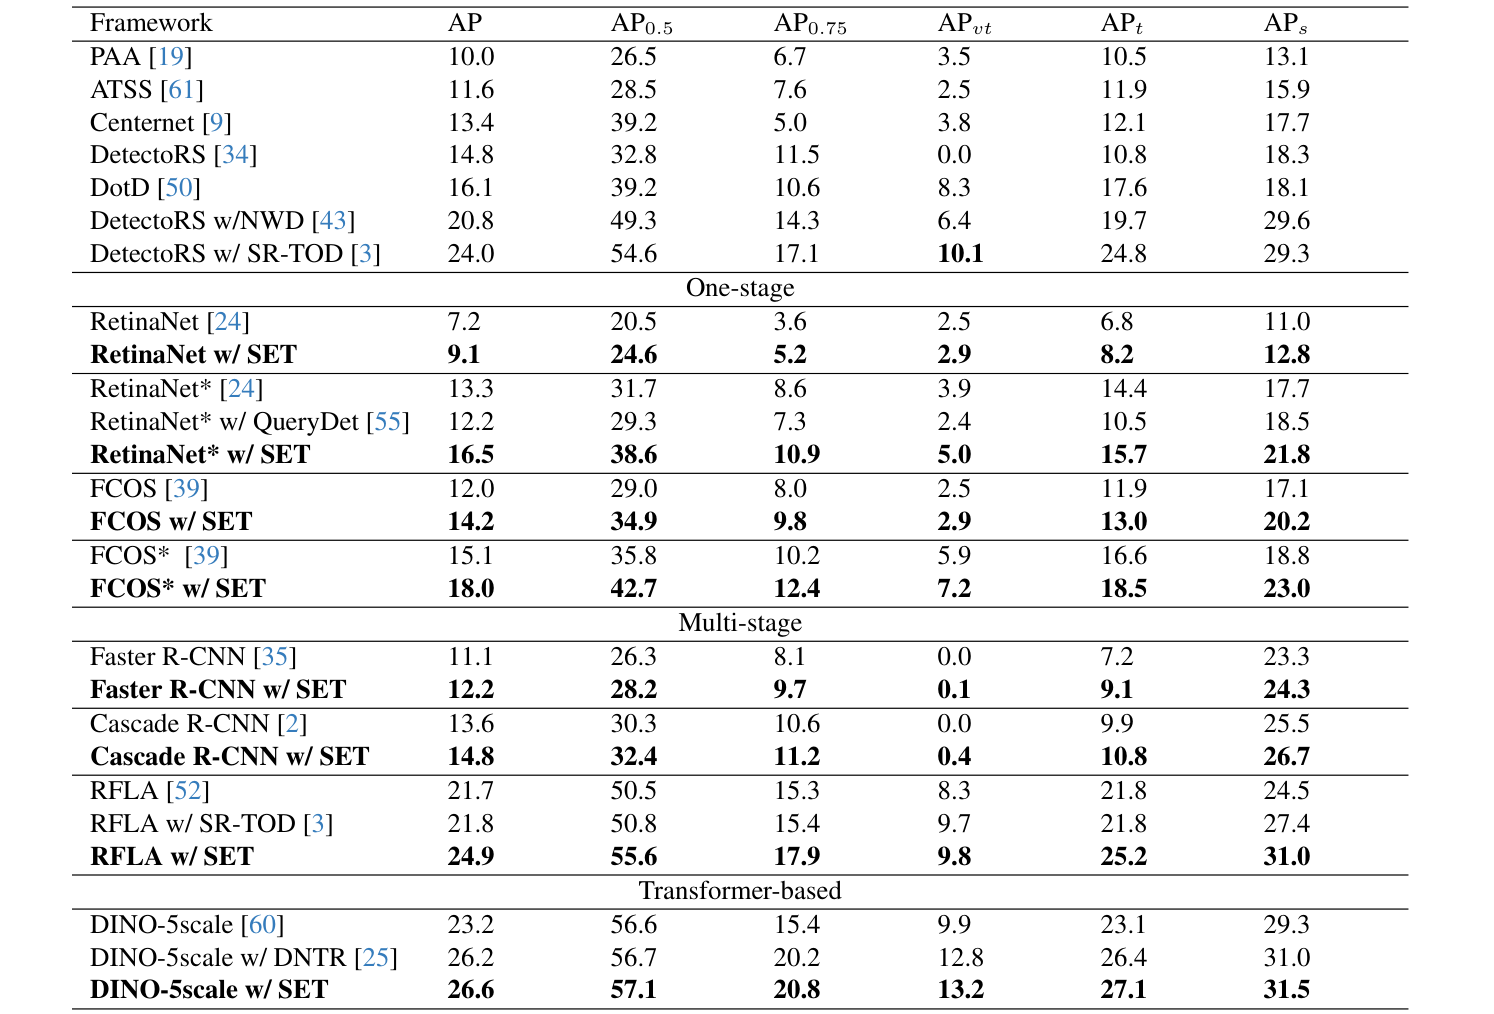 Framework AP AP0.5 AP0.75 APvt APt APs
PAA [19] 10.0 26.5 6.7 3.5 10.5 13.1
ATSS [61] 11.6 28.5 7.6 2.5 11.9 15.9
Centernet [9] 13.4 39.2 5.0 3.8 12.1 17.7
DetectoRS [34] 14.8 32.8 11.5 0.0 10.8 18.3
DotD [50] 16.1 39.2 10.6 8.3 17.6 18.1
DetectoRS w/NWD [43] 20.8 49.3 14.3 6.4 19.7 29.6
DetectoRS w/ SR-TOD [3] 24.0 54.6 17.1 10.1 24.8 29.3
One-stage
RetinaNet [24] 7.2 20.5 3.6 2.5 6.8 11.0
RetinaNet w/ SET 9.1 24.6 5.2 2.9 8.2 12.8
RetinaNet* [24] 13.3 31.7 8.6 3.9 14.4 17.7
RetinaNet* w/ QueryDet [55] 12.2 29.3 7.3 2.4 10.5 18.5
RetinaNet* w/ SET 16.5 38.6 10.9 5.0 15.7 21.8
FCOS [39] 12.0 29.0 8.0 2.5 11.9 17.1
FCOS w/ SET 14.2 34.9 9.8 2.9 13.0 20.2
FCOS* [39] 15.1 35.8 10.2 5.9 16.6 18.8
FCOS* w/ SET 18.0 42.7 12.4 7.2 18.5 23.0
Multi-stage
Faster R-CNN [35] 11.1 26.3 8.1 0.0 7.2 23.3
Faster R-CNN w/ SET 12.2 28.2 9.7 0.1 9.1 24.3
Cascade R-CNN [2] 13.6 30.3 10.6 0.0 9.9 25.5
Cascade R-CNN w/ SET 14.8 32.4 11.2 0.4 10.8 26.7
RFLA [52] 21.7 50.5 15.3 8.3 21.8 24.5
RFLA w/ SR-TOD [3] 21.8 50.8 15.4 9.7 21.8 27.4
RFLA w/ SET 24.9 55.6 17.9 9.8 25.2 31.0
Transformer-based
DINO-5scale [60] 23.2 56.6 15.4 9.9 23.1 29.3
DINO-5scale w/ DNTR [25] 26.2 56.7 20.2 12.8 26.4 31.0
DINO-5scale w/ SET 26.6 57.1 20.8 13.2 27.1 31.5